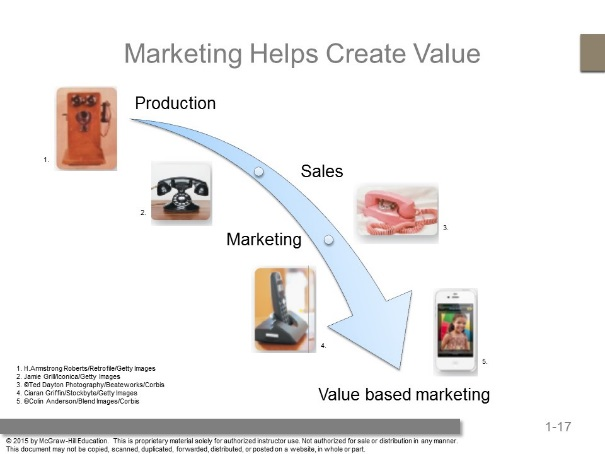 Marketing Helps Create Value
Production
1.
Sales
2.
3.
Marketing
4.
5.
1. H.Armstrong Roberts/Retrofile/Getty Images
2. Jamie Grill/Iconica/Getty Images
3. ©Ted Dayton Photography/Beateworks/Corbis
4. Ciaran Griffin/Stockbyte/Getty Images
5. ©Colin Anderson/Blend Images/Corbis
Value based marketing
1-17
© 2015 by McGraw-Hill Education. This is proprietary material solely for authorized instructor use. Not authorized for sale or distribution in any manner.
This document may not be copied, scanned, duplicated, forwarded, distributed, or posted on a website, in whole or part.